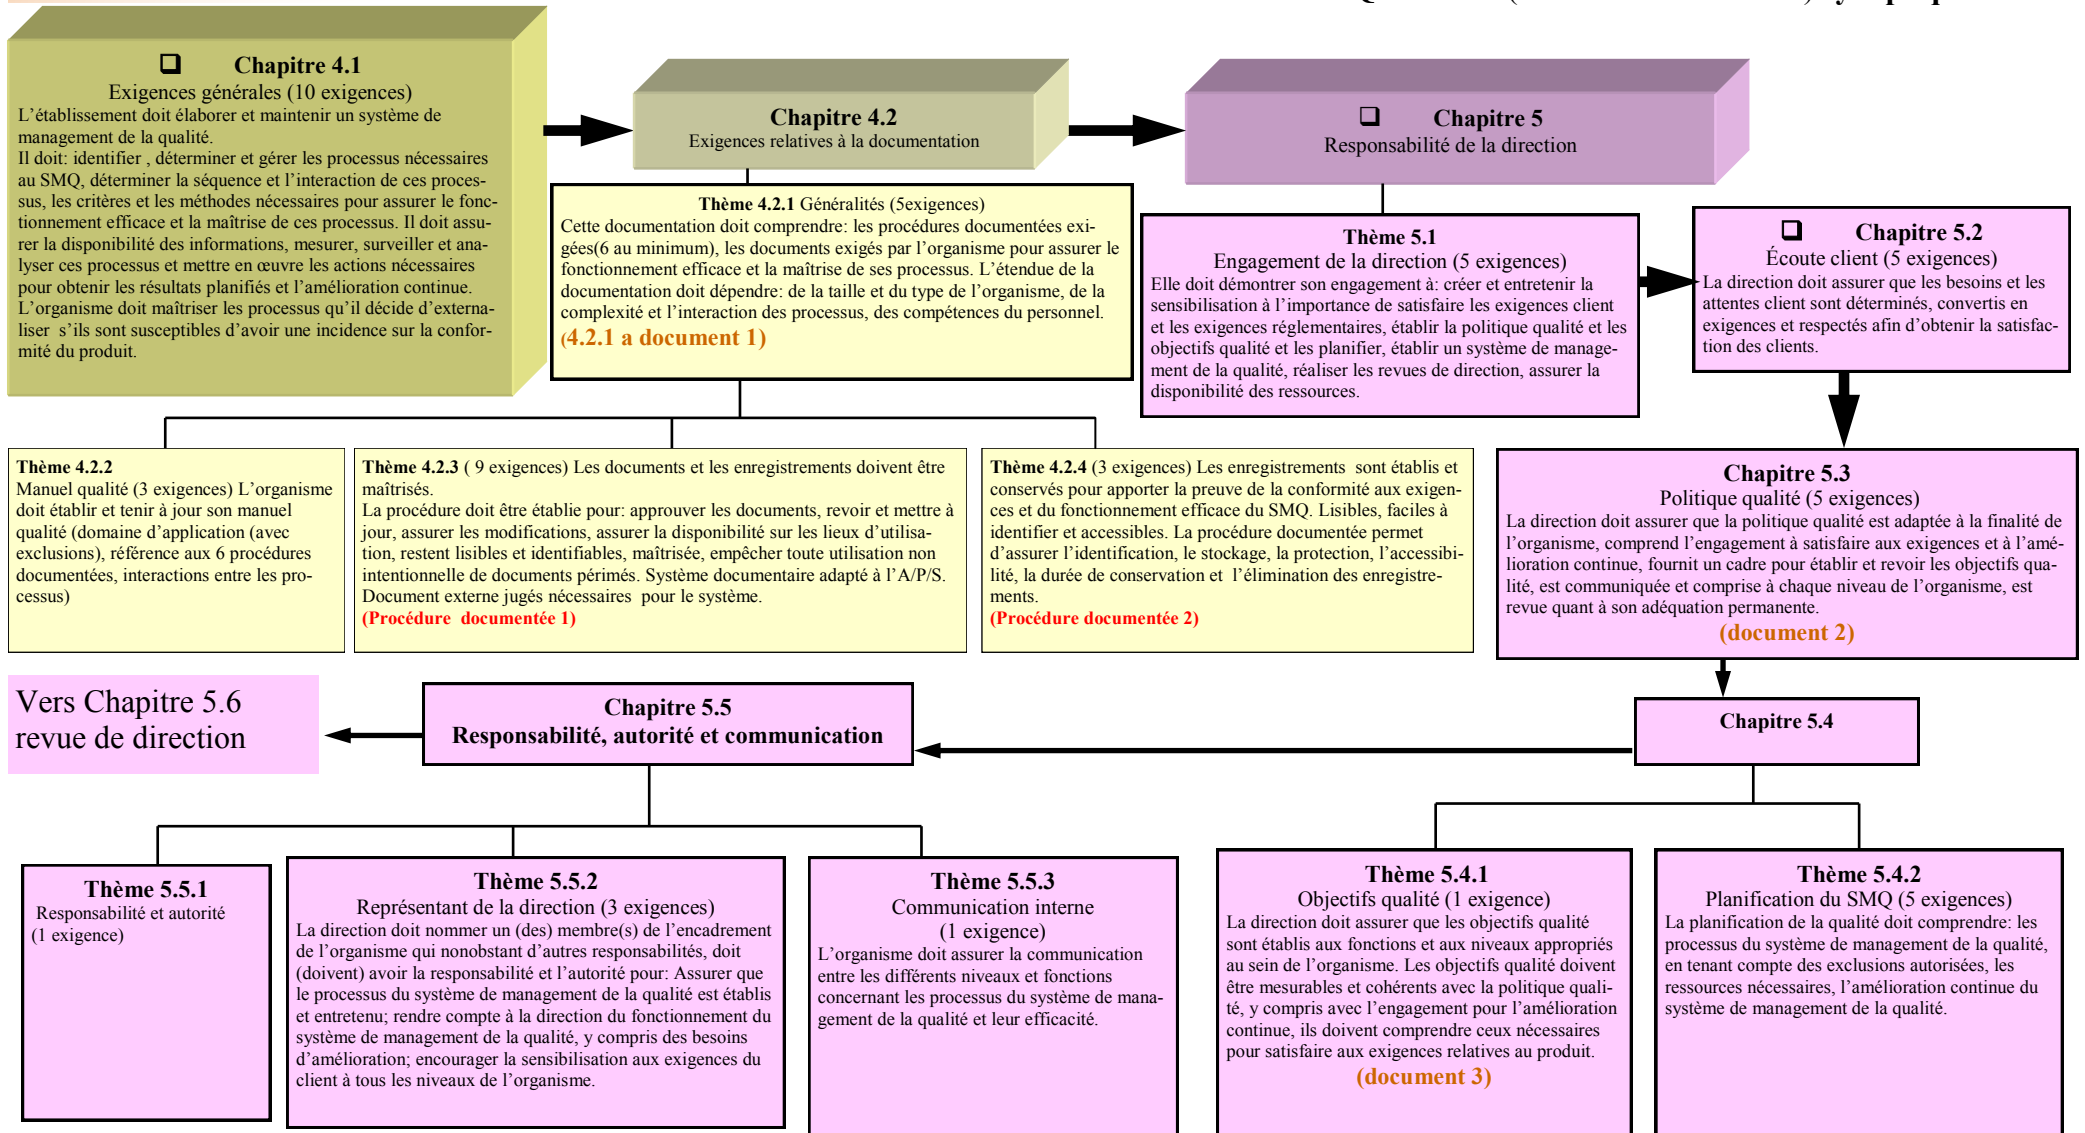 Chapitre 4.1
Exigences générales (10 exigences)
L’établissement doit élaborer et maintenir un système de
management de la qualité.
Il doit: identifier , déterminer et gérer les processus nécessaires
au SMQ, déterminer la séquence et l’interaction de ces proces-
sus, les critères et les méthodes nécessaires pour assurer le fonc-
tionnement efficace et la maîtrise de ces processus. Il doit assu-
rer la disponibilité des informations, mesurer, surveiller et ana-
lyser ces processus et mettre en œuvre les actions nécessaires
pour obtenir les résultats planifiés et l’amélioration continue.
L’organisme doit maîtriser les processus qu’il décide d’externa-
liser s’ils sont susceptibles d’avoir une incidence sur la confor-
mité du produit.
Chapitre 4.2
Exigences relatives à la documentation
Chapitre 5
Responsabilité de la direction
Thème 4.2.1 Généralités (5exigences)
Cette documentation doit comprendre: les procédures documentées exi-
gées(6 au minimum), les documents exigés par l’organisme pour assurer le
fonctionnement efficace et la maîtrise de ses processus. L’étendue de la
documentation doit dépendre: de la taille et du type de l’organisme, de la
complexité et l’interaction des processus, des compétences du personnel.
(4.2.1 a document 1)
Thème 5.1
Engagement de la direction (5 exigences)
Elle doit démontrer son engagement à: créer et entretenir la
sensibilisation à l’importance de satisfaire les exigences client
et les exigences réglementaires, établir la politique qualité et les
objectifs qualité et les planifier, établir un système de manage-
ment de la qualité, réaliser les revues de direction, assurer la
disponibilité des ressources.
Chapitre 5.2
Écoute client (5 exigences)
La direction doit assurer que les besoins et les
attentes client sont déterminés, convertis en
exigences et respectés afin d’obtenir la satisfac-
tion des clients.
Thème 4.2.2
Manuel qualité (3 exigences) L’organisme
doit établir et tenir à jour son manuel
qualité (domaine d’application (avec
exclusions), référence aux 6 procédures
documentées, interactions entre les pro-
cessus)
Thème 4.2.3 ( 9 exigences) Les documents et les enregistrements doivent être
maîtrisés.
La procédure doit être établie pour: approuver les documents, revoir et mettre à
jour, assurer les modifications, assurer la disponibilité sur les lieux d’utilisa-
tion, restent lisibles et identifiables, maîtrisée, empêcher toute utilisation non
intentionnelle de documents périmés. Système documentaire adapté à l’A/P/S.
Document externe jugés nécessaires pour le système.
(Procédure documentée 1)
Thème 4.2.4 (3 exigences) Les enregistrements sont établis et
conservés pour apporter la preuve de la conformité aux exigen-
ces et du fonctionnement efficace du SMQ. Lisibles, faciles à
identifier et accessibles. La procédure documentée permet
d’assurer l’identification, le stockage, la protection, l’accessibi-
lité, la durée de conservation et l’élimination des enregistre-
ments.
(Procédure documentée 2)
Chapitre 5.3
Politique qualité (5 exigences)
La direction doit assurer que la politique qualité est adaptée à la finalité de
l’organisme, comprend l’engagement à satisfaire aux exigences et à l’amé-
lioration continue, fournit un cadre pour établir et revoir les objectifs qua-
lité, est communiquée et comprise à chaque niveau de l’organisme, est
revue quant à son adéquation permanente.
(document 2)
Vers Chapitre 5.6
revue de direction
Chapitre 5.5
Responsabilité, autorité et communication
Chapitre 5.4
Thème 5.5.1
Responsabilité et autorité
(1 exigence)
Thème 5.5.2
Représentant de la direction (3 exigences)
La direction doit nommer un (des) membre(s) de l’encadrement
de l’organisme qui nonobstant d’autres responsabilités, doit
(doivent) avoir la responsabilité et l’autorité pour: Assurer que
le processus du système de management de la qualité est établis
et entretenu; rendre compte à la direction du fonctionnement du
système de management de la qualité, y compris des besoins
d’amélioration; encourager la sensibilisation aux exigences du
client à tous les niveaux de l’organisme.
Thème 5.5.3
Communication interne
(1 exigence)
L’organisme doit assurer la communication
entre les différents niveaux et fonctions
concernant les processus du système de mana-
gement de la qualité et leur efficacité.
Thème 5.4.1
Objectifs qualité (1 exigence)
La direction doit assurer que les objectifs qualité
sont établis aux fonctions et aux niveaux appropriés
au sein de l’organisme. Les objectifs qualité doivent
être mesurables et cohérents avec la politique quali-
té, y compris avec l’engagement pour l’amélioration
continue, ils doivent comprendre ceux nécessaires
pour satisfaire aux exigences relatives au produit.
(document 3)
Thème 5.4.2
Planification du SMQ (5 exigences)
La planification de la qualité doit comprendre: les
processus du système de management de la qualité,
en tenant compte des exclusions autorisées, les
ressources nécessaires, l’amélioration continue du
système de management de la qualité.